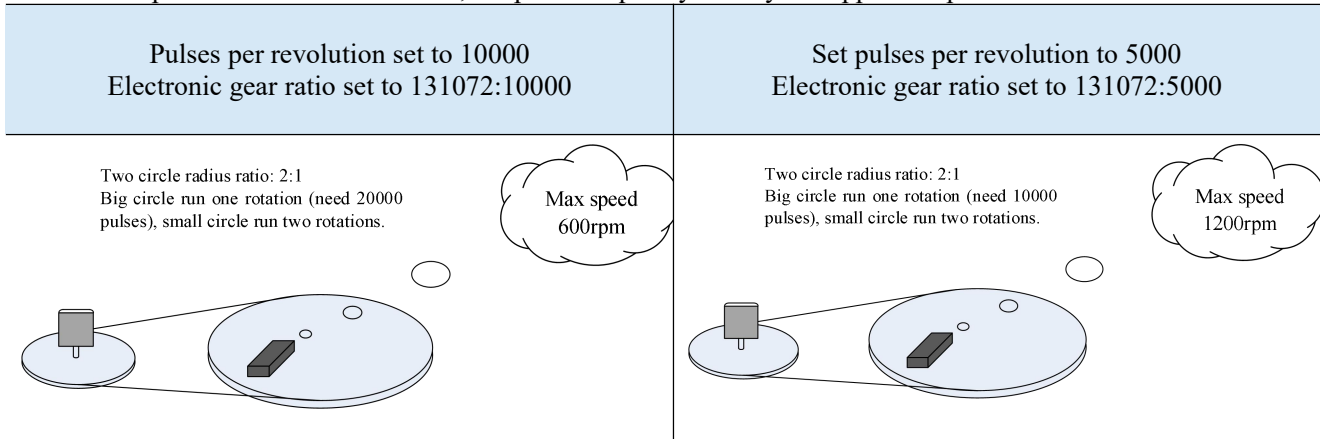 Pulses per revolution set to 10000
Electronic gear ratio set to 131072:10000
Set pulses per revolution to 5000
Electronic gear ratio set to 131072:5000
Two circle radius ratio: 2:1
Big circle run one rotation (need 20000
pulses), small circle run two rotations.
Max speed
600rpm
Two circle radius ratio: 2:1
Big circle run one rotation (need 10000
pulses), small circle run two rotations.
Max speed
1200rpm